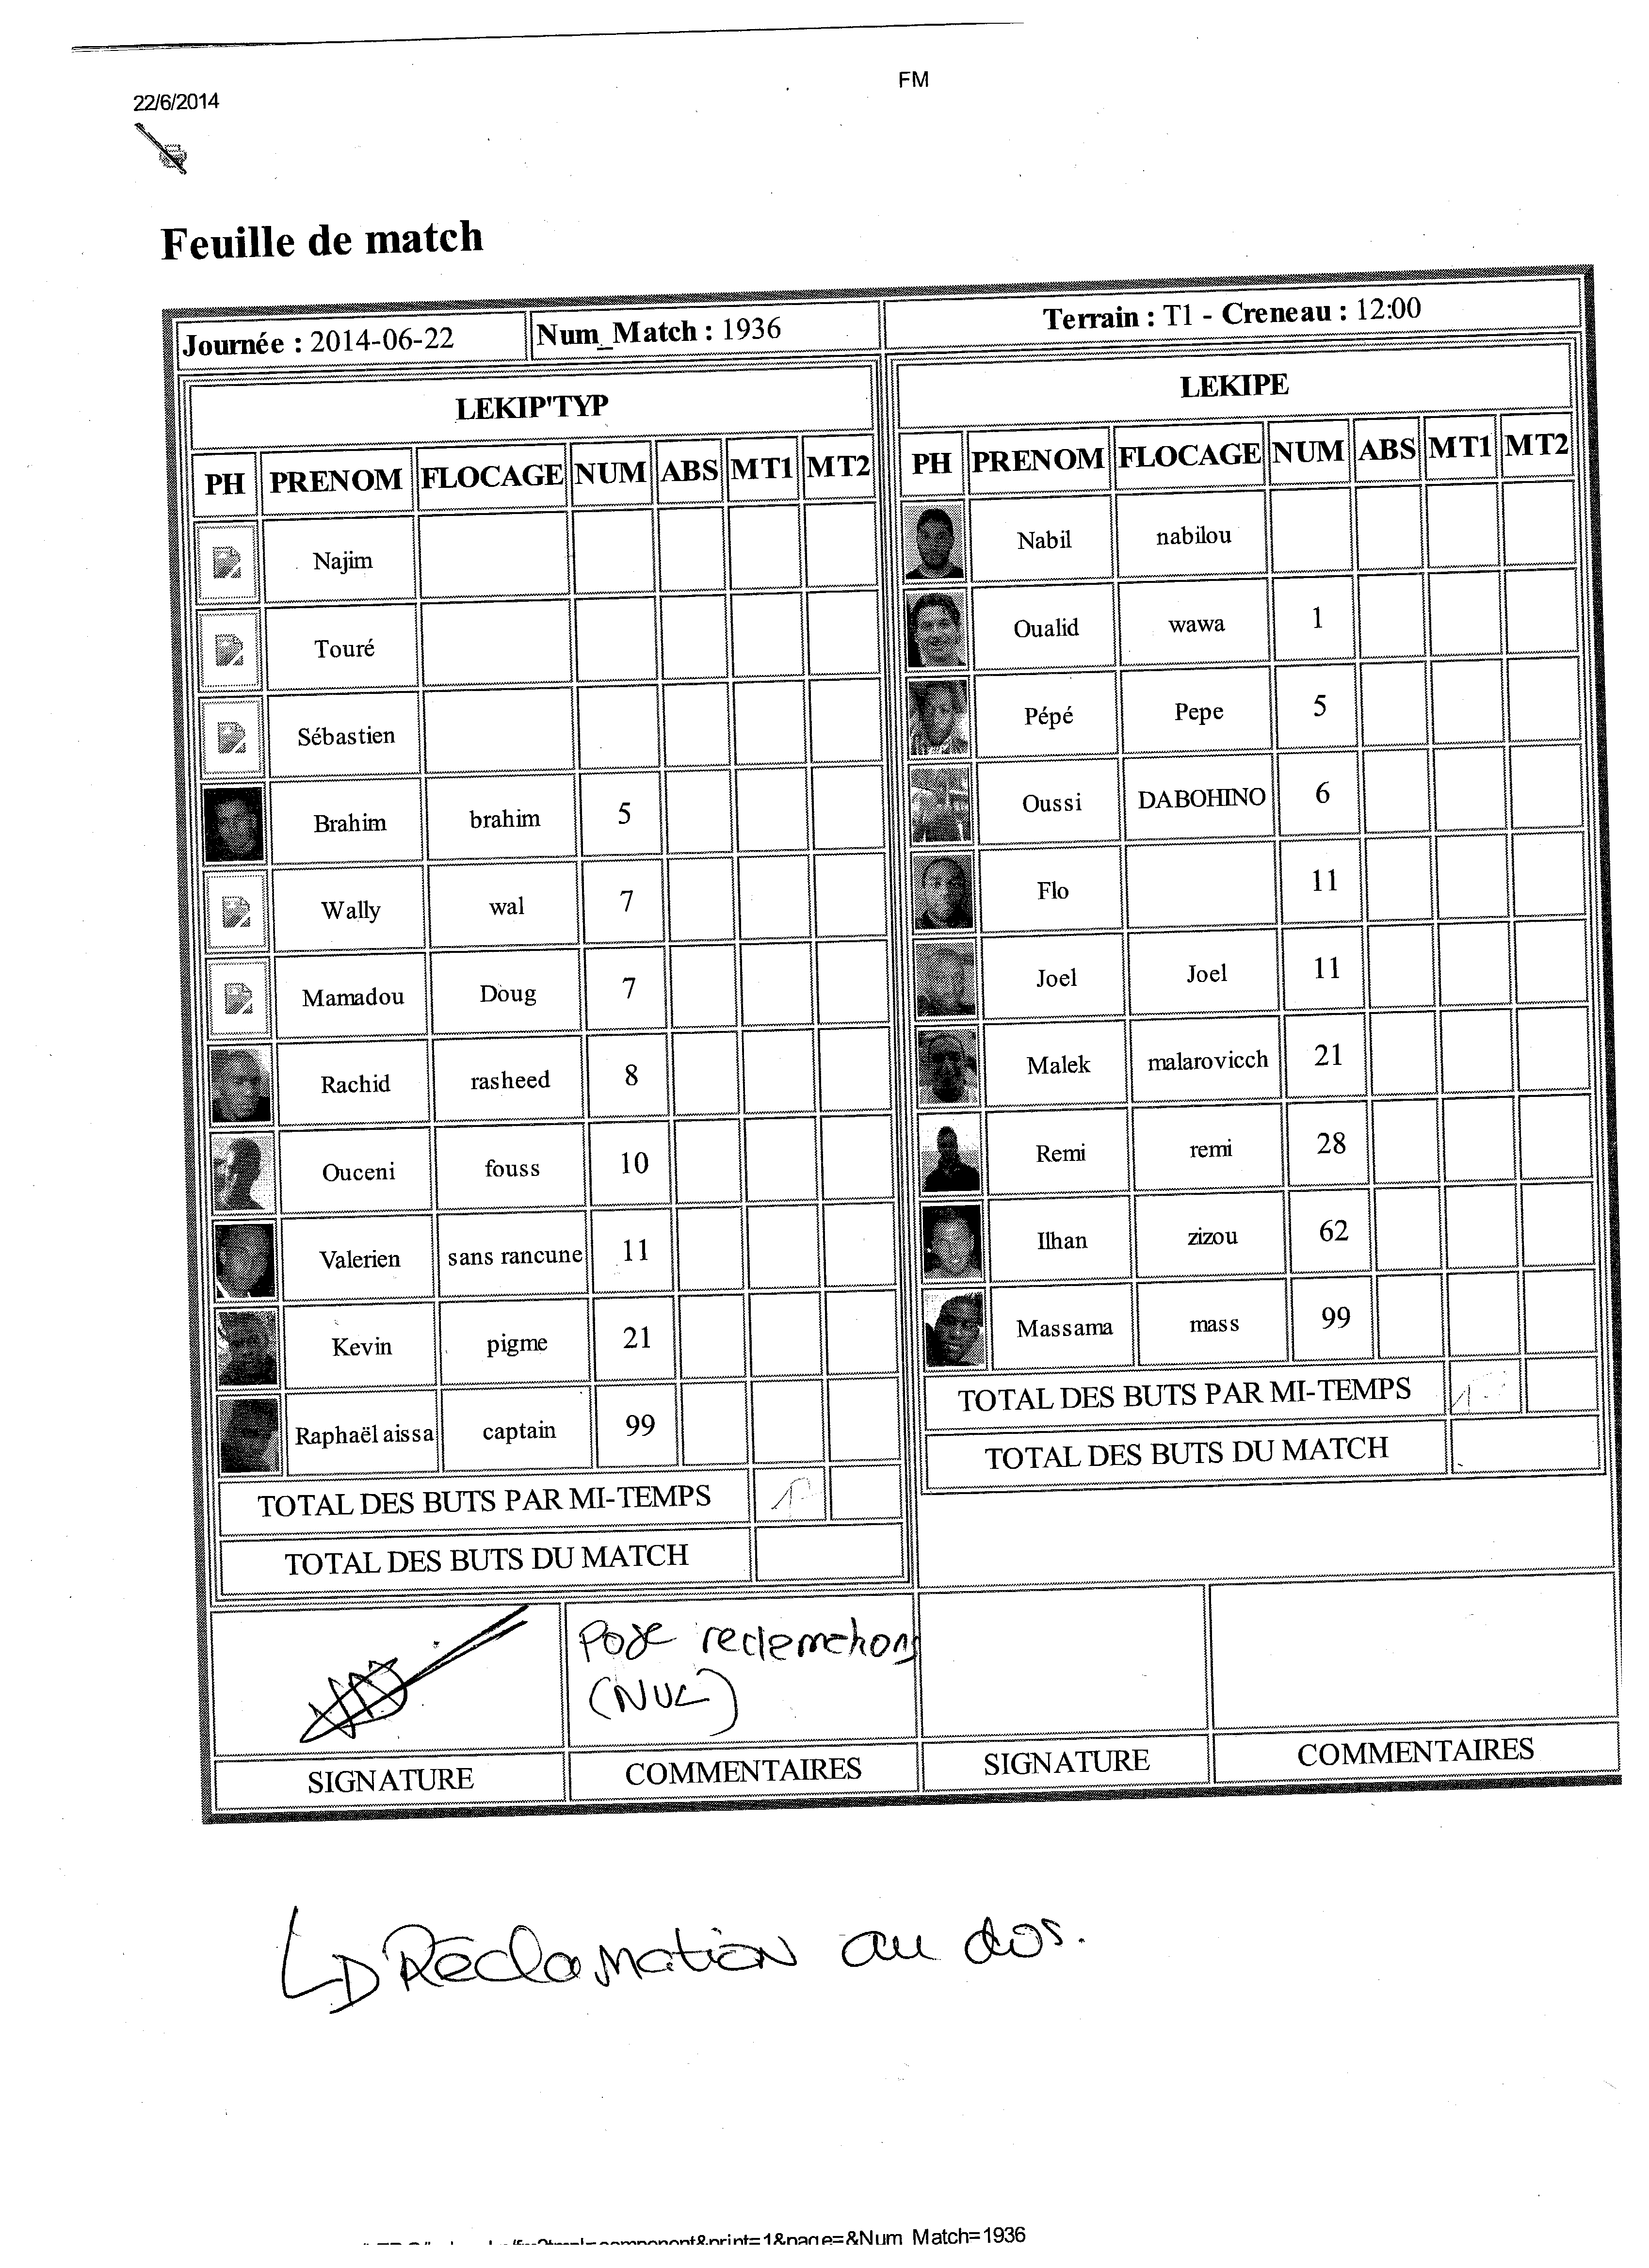 22/6/2014
FM
Feuille de match
Journée : 2014-06-22
Num_Match : 1936
Terrain : T1 - Creneau : 12:00
LEKIP'TYP
PH PRENOM FLOCAGE NUM ABS MT1 MT2
Najim
Touré
Sébastien
Brahim brahim 5
Wally wal 7
Mamadou Doug 7
Rachid rasheed 8
Ouceni fouss 10
Valerien sans rancune 11
Kevin pigme 21
Raphaël aissa captain 99
TOTAL DES BUTS PAR MI-TEMPS
TOTAL DES BUTS DU MATCH
LEKIPE
PH PRENOM FLOCAGE NUM ABS MT1 MT2
Nabil nabilou
Oualid wawa 1
Pépé Pepe 5
Oussi DABOHINO 6
Flo 11
Joel Joel 11
Malek malarovicch 21
Remi remi 28
Ilhan zizou 62
Massama mass 99
TOTAL DES BUTS PAR MI-TEMPS
TOTAL DES BUTS DU MATCH
Pose
(NUL)
SIGNATURE
COMMENTAIRES
SIGNATURE
COMMENTAIRES
Réclamation au dos.
component&print=1&page=&Num_Match=1936